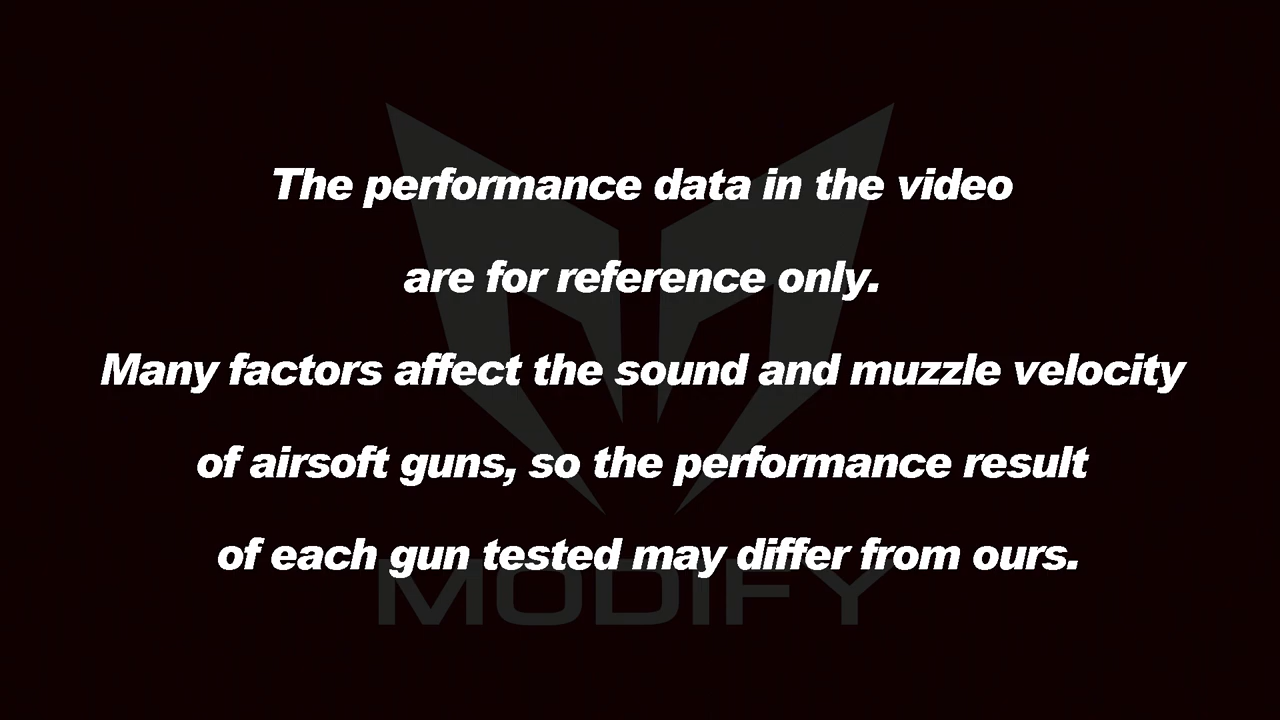 The performance data in the video
are for reference only.
Many factors affect the sound and muzzle velocity
of airsoft guns, so the performance result
of each gun tested may differ from ours.
MODIFY